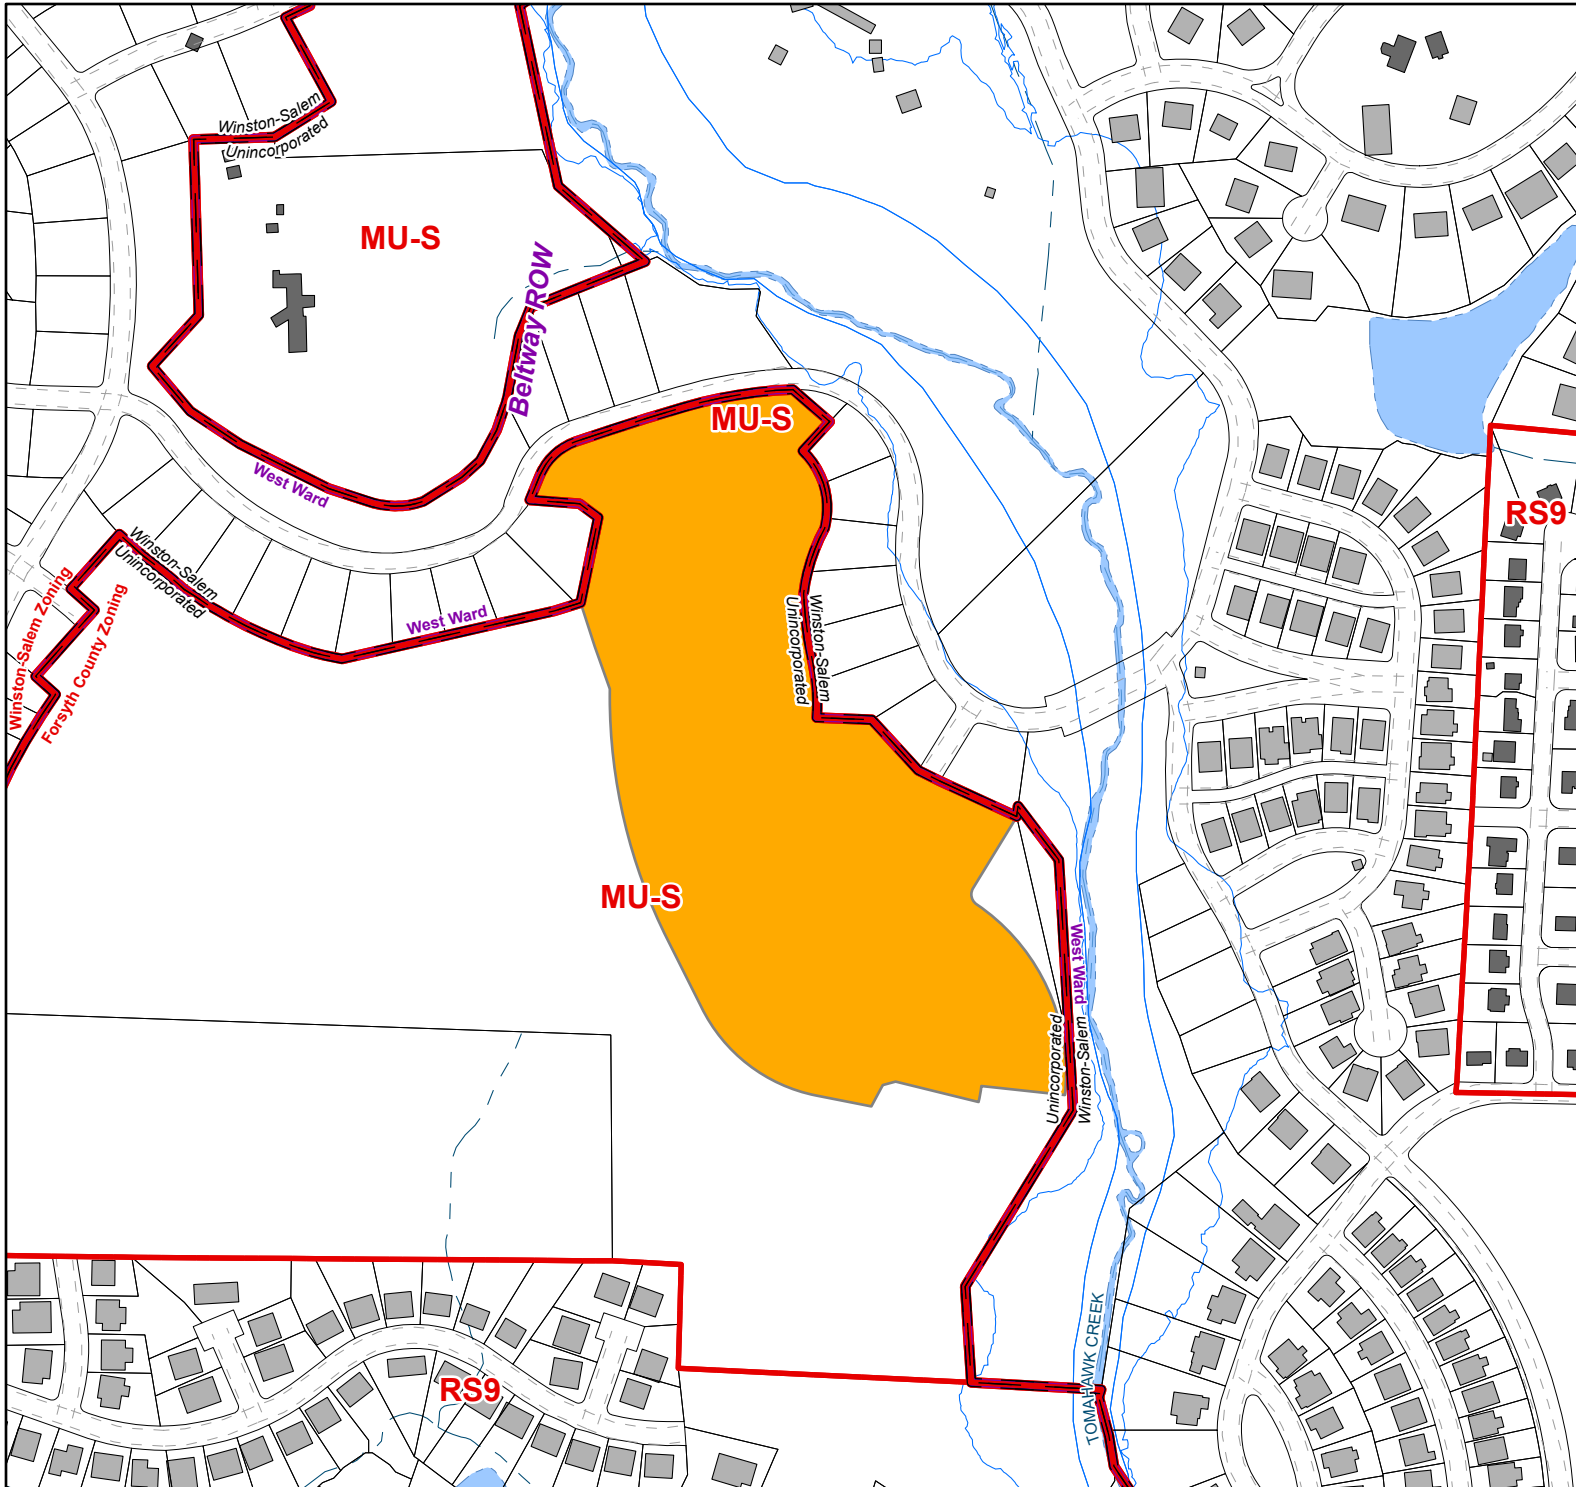 Winston-Salem
Unincorporated
MU-S
Beltway ROW
MU-S
West Ward
RS9
Winston-Salem
Unincorporated
Winston-Salem Zoning
Forsyth County Zoning
West Ward
Winston-Salem
Unincorporated
MU-S
West Ward
Unincorporated
Winston-Salem
TOMAHAWK CREEK
RS9